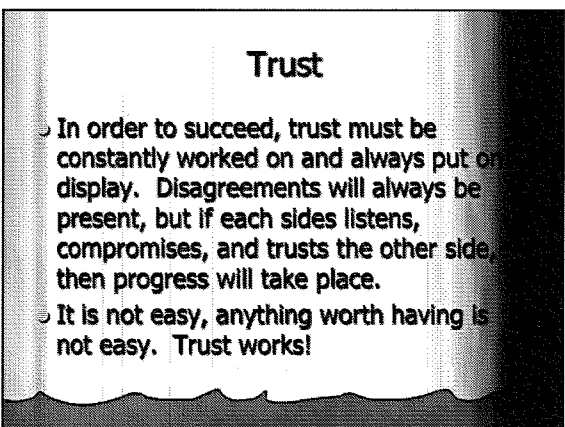 Trust
In order to succeed, trust must be
constantly worked on and always put on
display. Disagreements will always be
present, but if each sides listens,
compromises, and trusts the other side,
then progress will take place.
It is not easy, anything worth having is
not easy. Trust works!